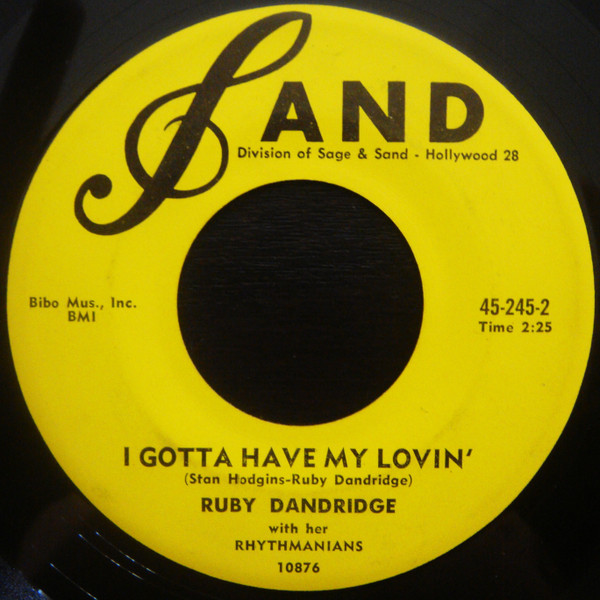 SAND
Division of Sage & Sand - Hollywood 28
Bibo Mus., Inc.
BMI
45-245-2
Time 2:25
I GOTTA HAVE MY LOVIN'
(Stan Hodgins-Ruby Dandridge)
RUBY DANDRIDGE
with her
RHYTHMANIANS
10876